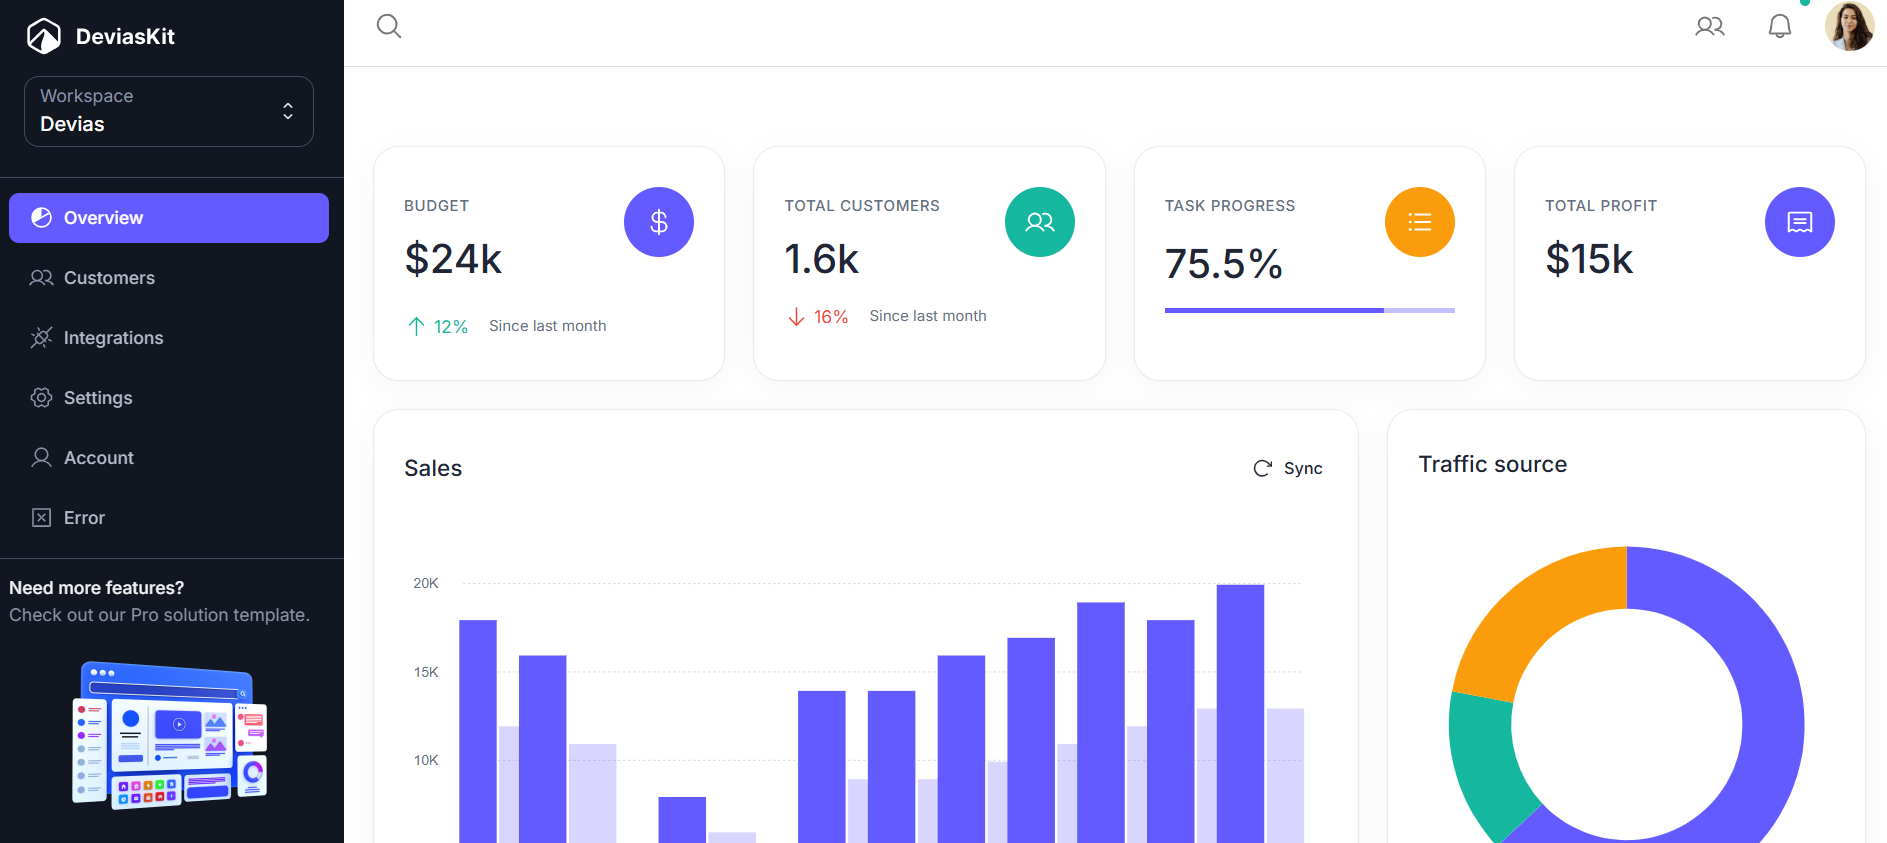 DeviasKit
Workspace
Devias
Overview
Customers
Integrations
Settings
Account
Error
Need more features?
Check out our Pro solution template.
BUDGET
$24k
12% Since last month
TOTAL CUSTOMERS
1.6k
16% Since last month
TASK PROGRESS
75.5%
TOTAL PROFIT
$15k
Sales
Sync
20K
15K
10K
Traffic source